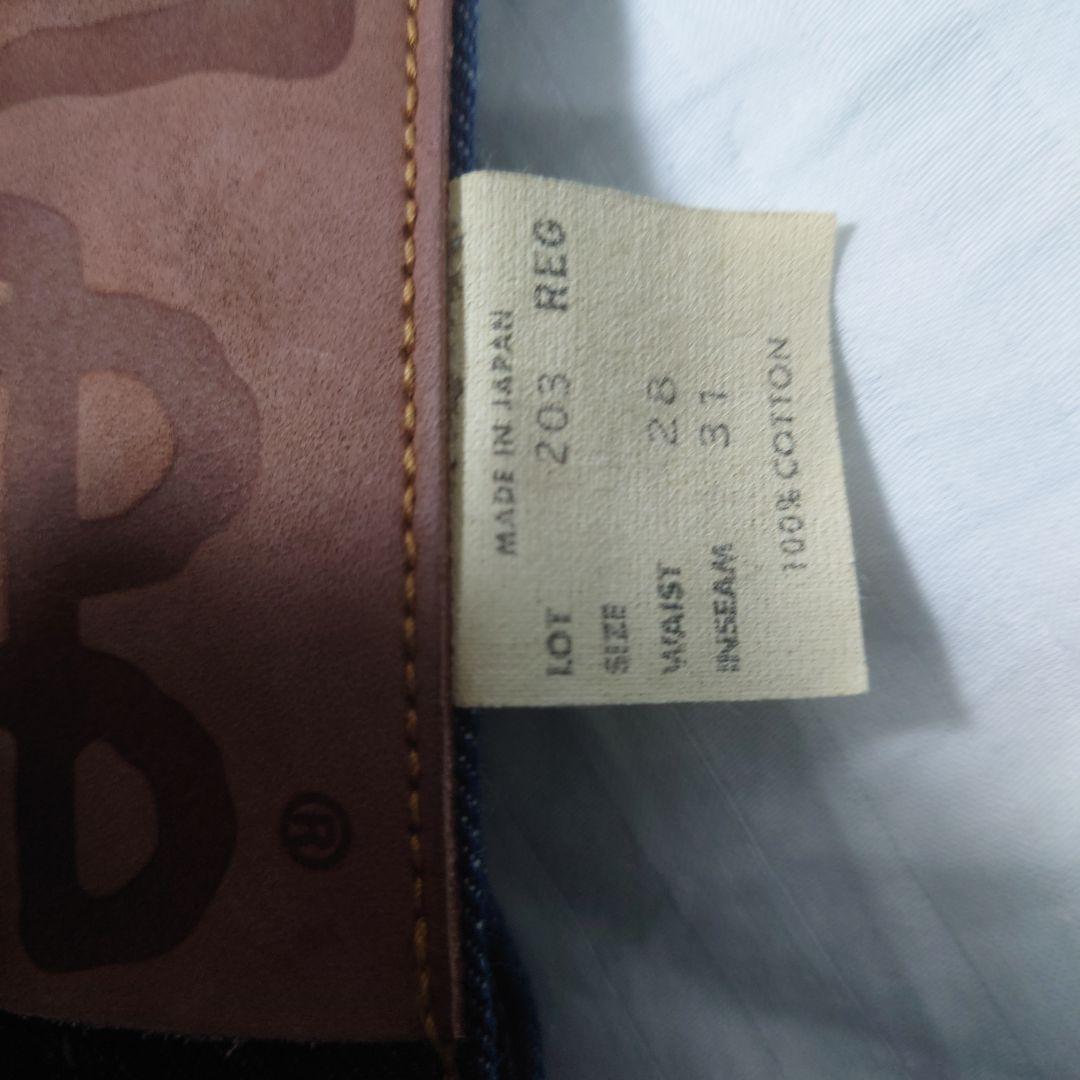 MADE IN JAPAN
LOT 203 REG
SIZE
WAIST 28
INSEAM 31
100% COTTON
®